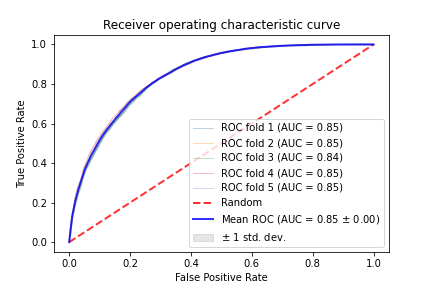 Receiver operating characteristic curve
True Positive Rate
1.0
0.8
0.6
0.4
0.2
0.0
ROC fold 1 (AUC = 0.85)
ROC fold 2 (AUC = 0.85)
ROC fold 3 (AUC = 0.84)
ROC fold 4 (AUC = 0.85)
ROC fold 5 (AUC = 0.85)
Random
Mean ROC (AUC = 0.85 ± 0.00)
± 1 std. dev.
0.0 0.2 0.4 0.6 0.8 1.0
False Positive Rate